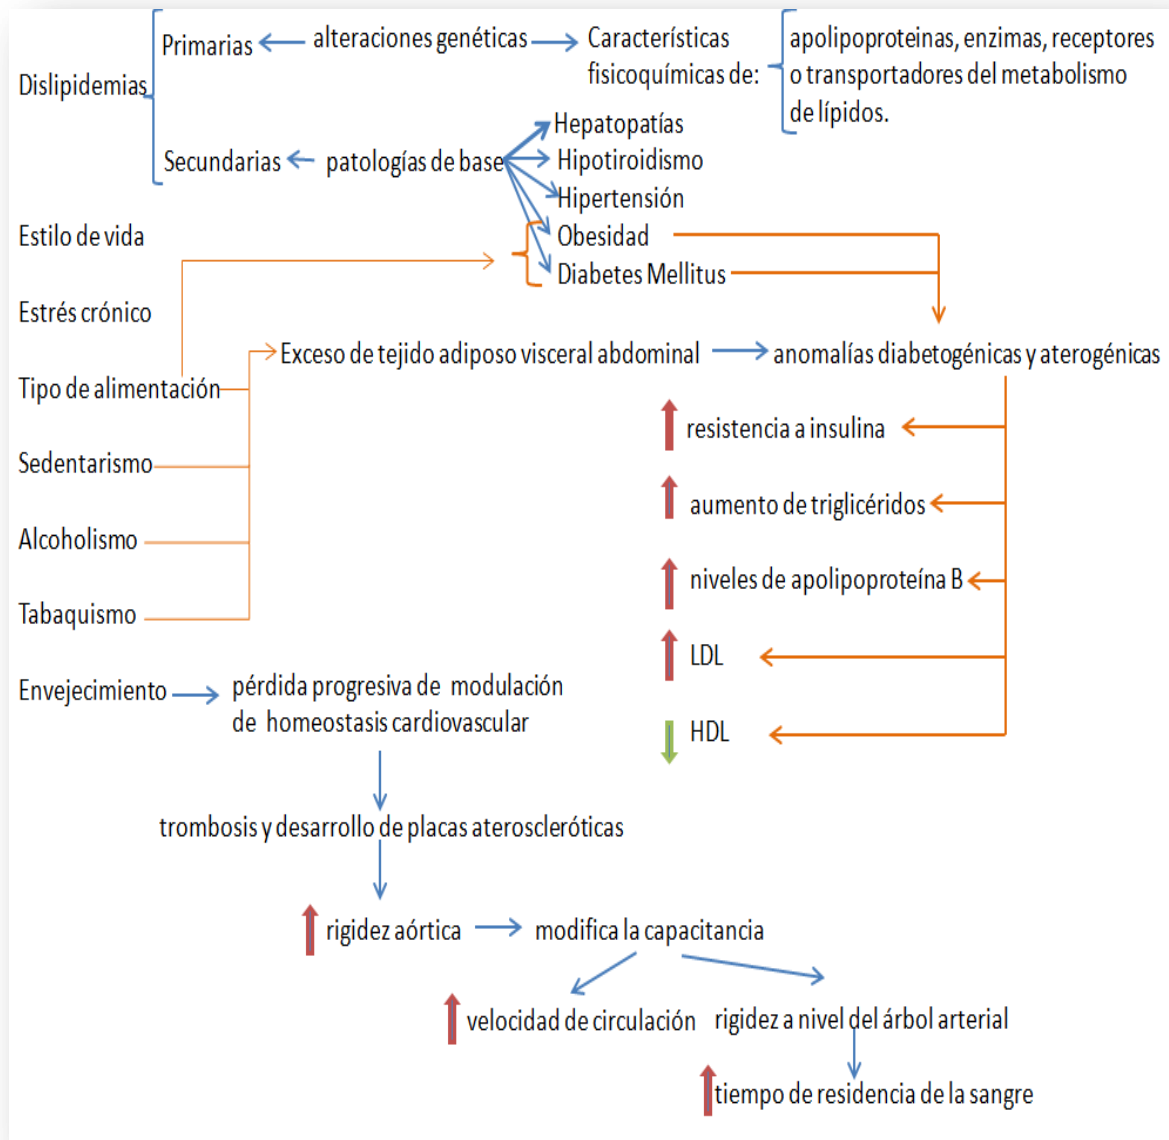 Dislipidemias
Primarias
alteraciones genéticas
Características
fisicoquímicas de:
apolipoproteinas, enzimas, receptores
o transportadores del metabolismo
de lípidos.
Secundarias
patologías de base
Hepatopatías
Hipotiroidismo
Hipertensión
Obesidad
Diabetes Mellitus
Estilo de vida
Estrés crónico
Tipo de alimentación
Sedentarismo
Alcoholismo
Tabaquismo
Exceso de tejido adiposo visceral abdominal
anomalías diabetogénicas y aterogénicas
resistencia a insulina
aumento de triglicéridos
niveles de apolipoproteína B
LDL
HDL
Envejecimiento
pérdida progresiva de modulación
de homeostasis cardiovascular
trombosis y desarrollo de placas ateroscleróticas
rigidez aórtica
modifica la capacitancia
velocidad de circulación
rigidez a nivel del árbol arterial
tiempo de residencia de la sangre